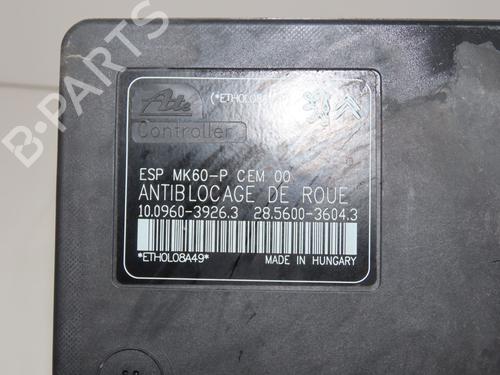 B-PARTS
Ate
Controller
ESP MK60-P CEM 00
ANTIBLOCAGE DE ROUE
10.0960-3926.3 28.5600-3604.3
*ETHOL08A49*
MADE IN HUNGARY